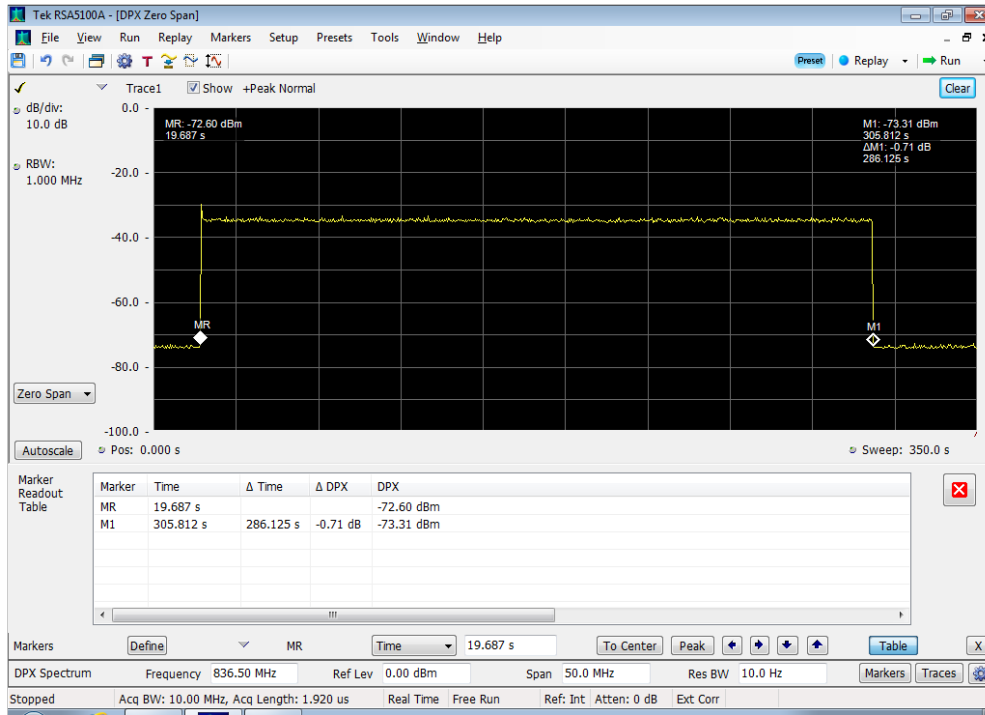 Tek RSA5100A - [DPX Zero Span]
File View Run Replay Markers Setup Presets Tools Window Help
T Preset Replay Run
Trace1 Show +Peak Normal Clear
dB/div:
10.0 dB
RBW:
1.000 MHz
0.0
-20.0
-40.0
-60.0
-80.0
-100.0
MR: -72.60 dBm
19.687 s
M1: -73.31 dBm
305.812 s
ΔM1: -0.71 dB
286.125 s
MR
M1
Zero Span
Autoscale Pos: 0.000 s Sweep: 350.0 s
Marker
Readout
Table
Marker Time Δ Time Δ DPX DPX
MR 19.687 s -72.60 dBm
M1 305.812 s 286.125 s -0.71 dB -73.31 dBm
Markers Define MR Time 19.687 s To Center Peak Table X
DPX Spectrum Frequency 836.50 MHz Ref Lev 0.00 dBm Span 50.0 MHz Res BW 10.0 Hz Markers Traces
Stopped Acq BW: 10.00 MHz, Acq Length: 1.920 us Real Time Free Run Ref: Int Atten: 0 dB Ext Corr